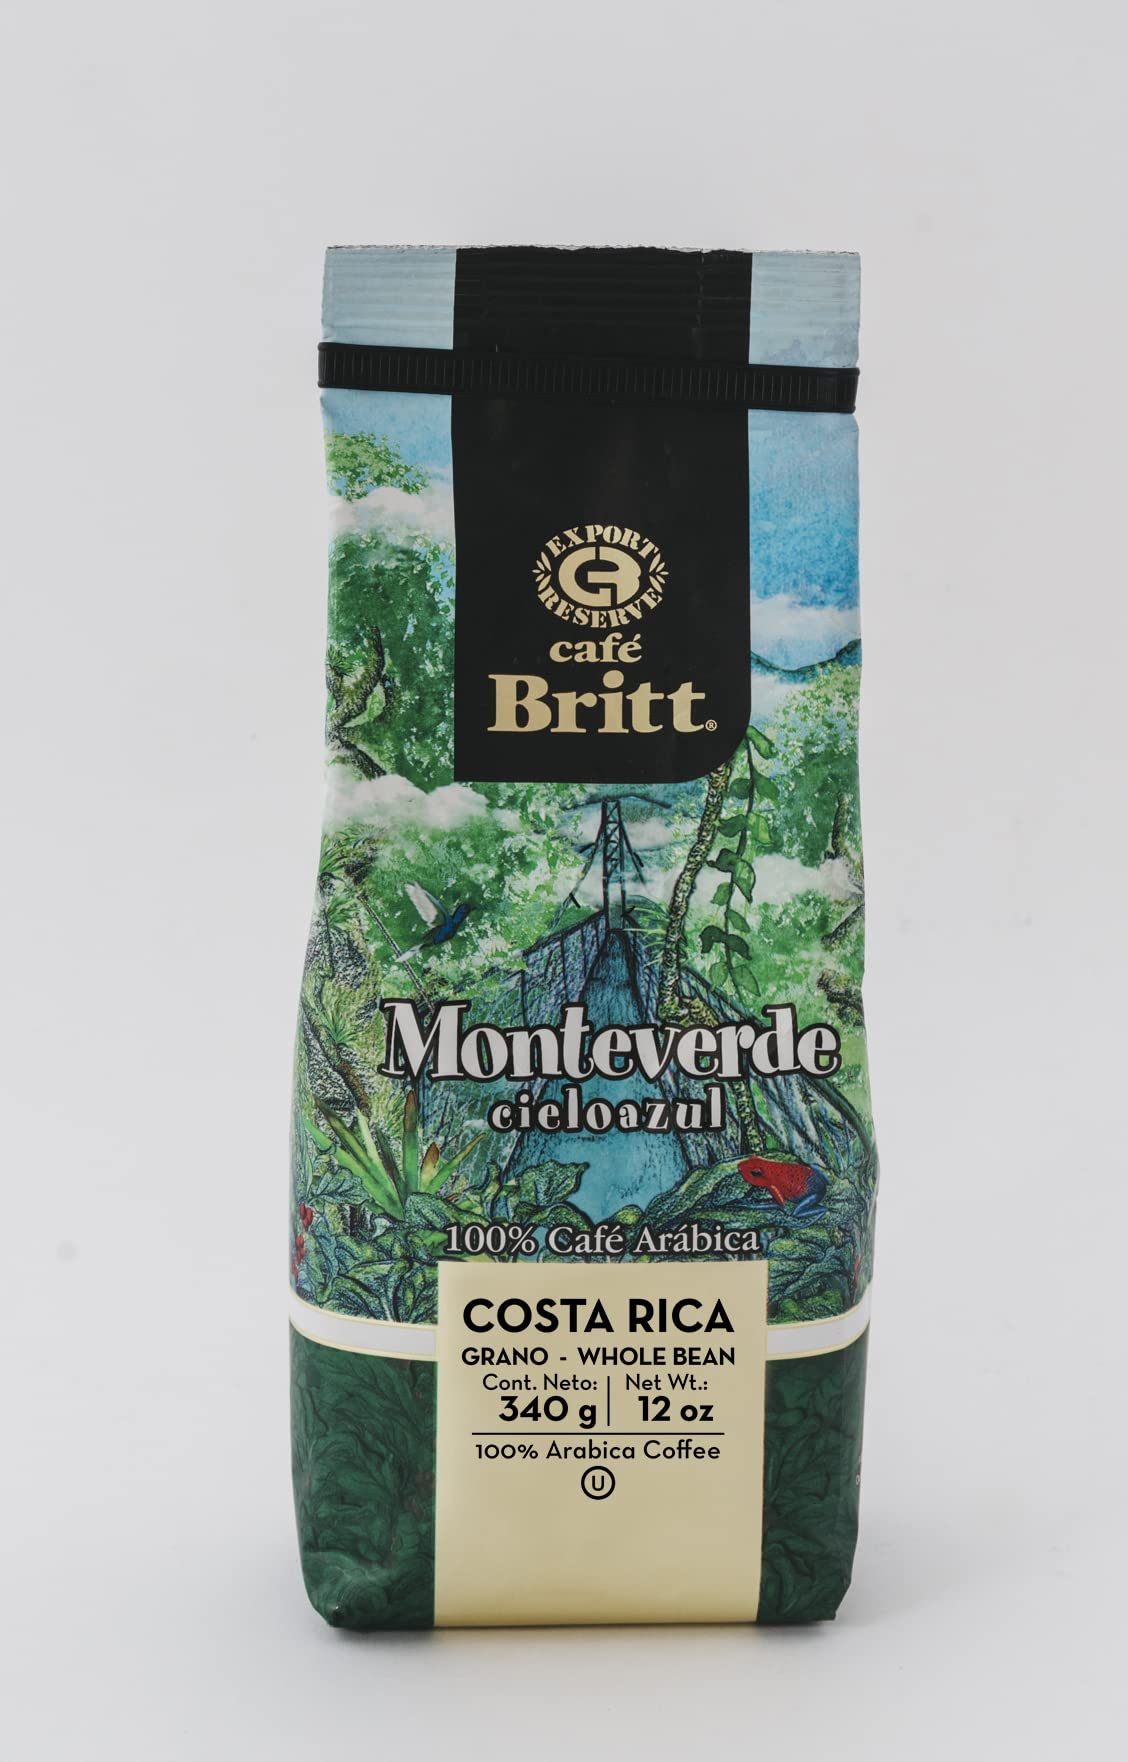 EXPORT
RESERVE
café
Britt®
Monteverde
cieloazul
100% Café Arábica
COSTA RICA
GRANO - WHOLE BEAN
Cont. Neto: | Net Wt.:
340 g | 12 oz
100% Arabica Coffee
U